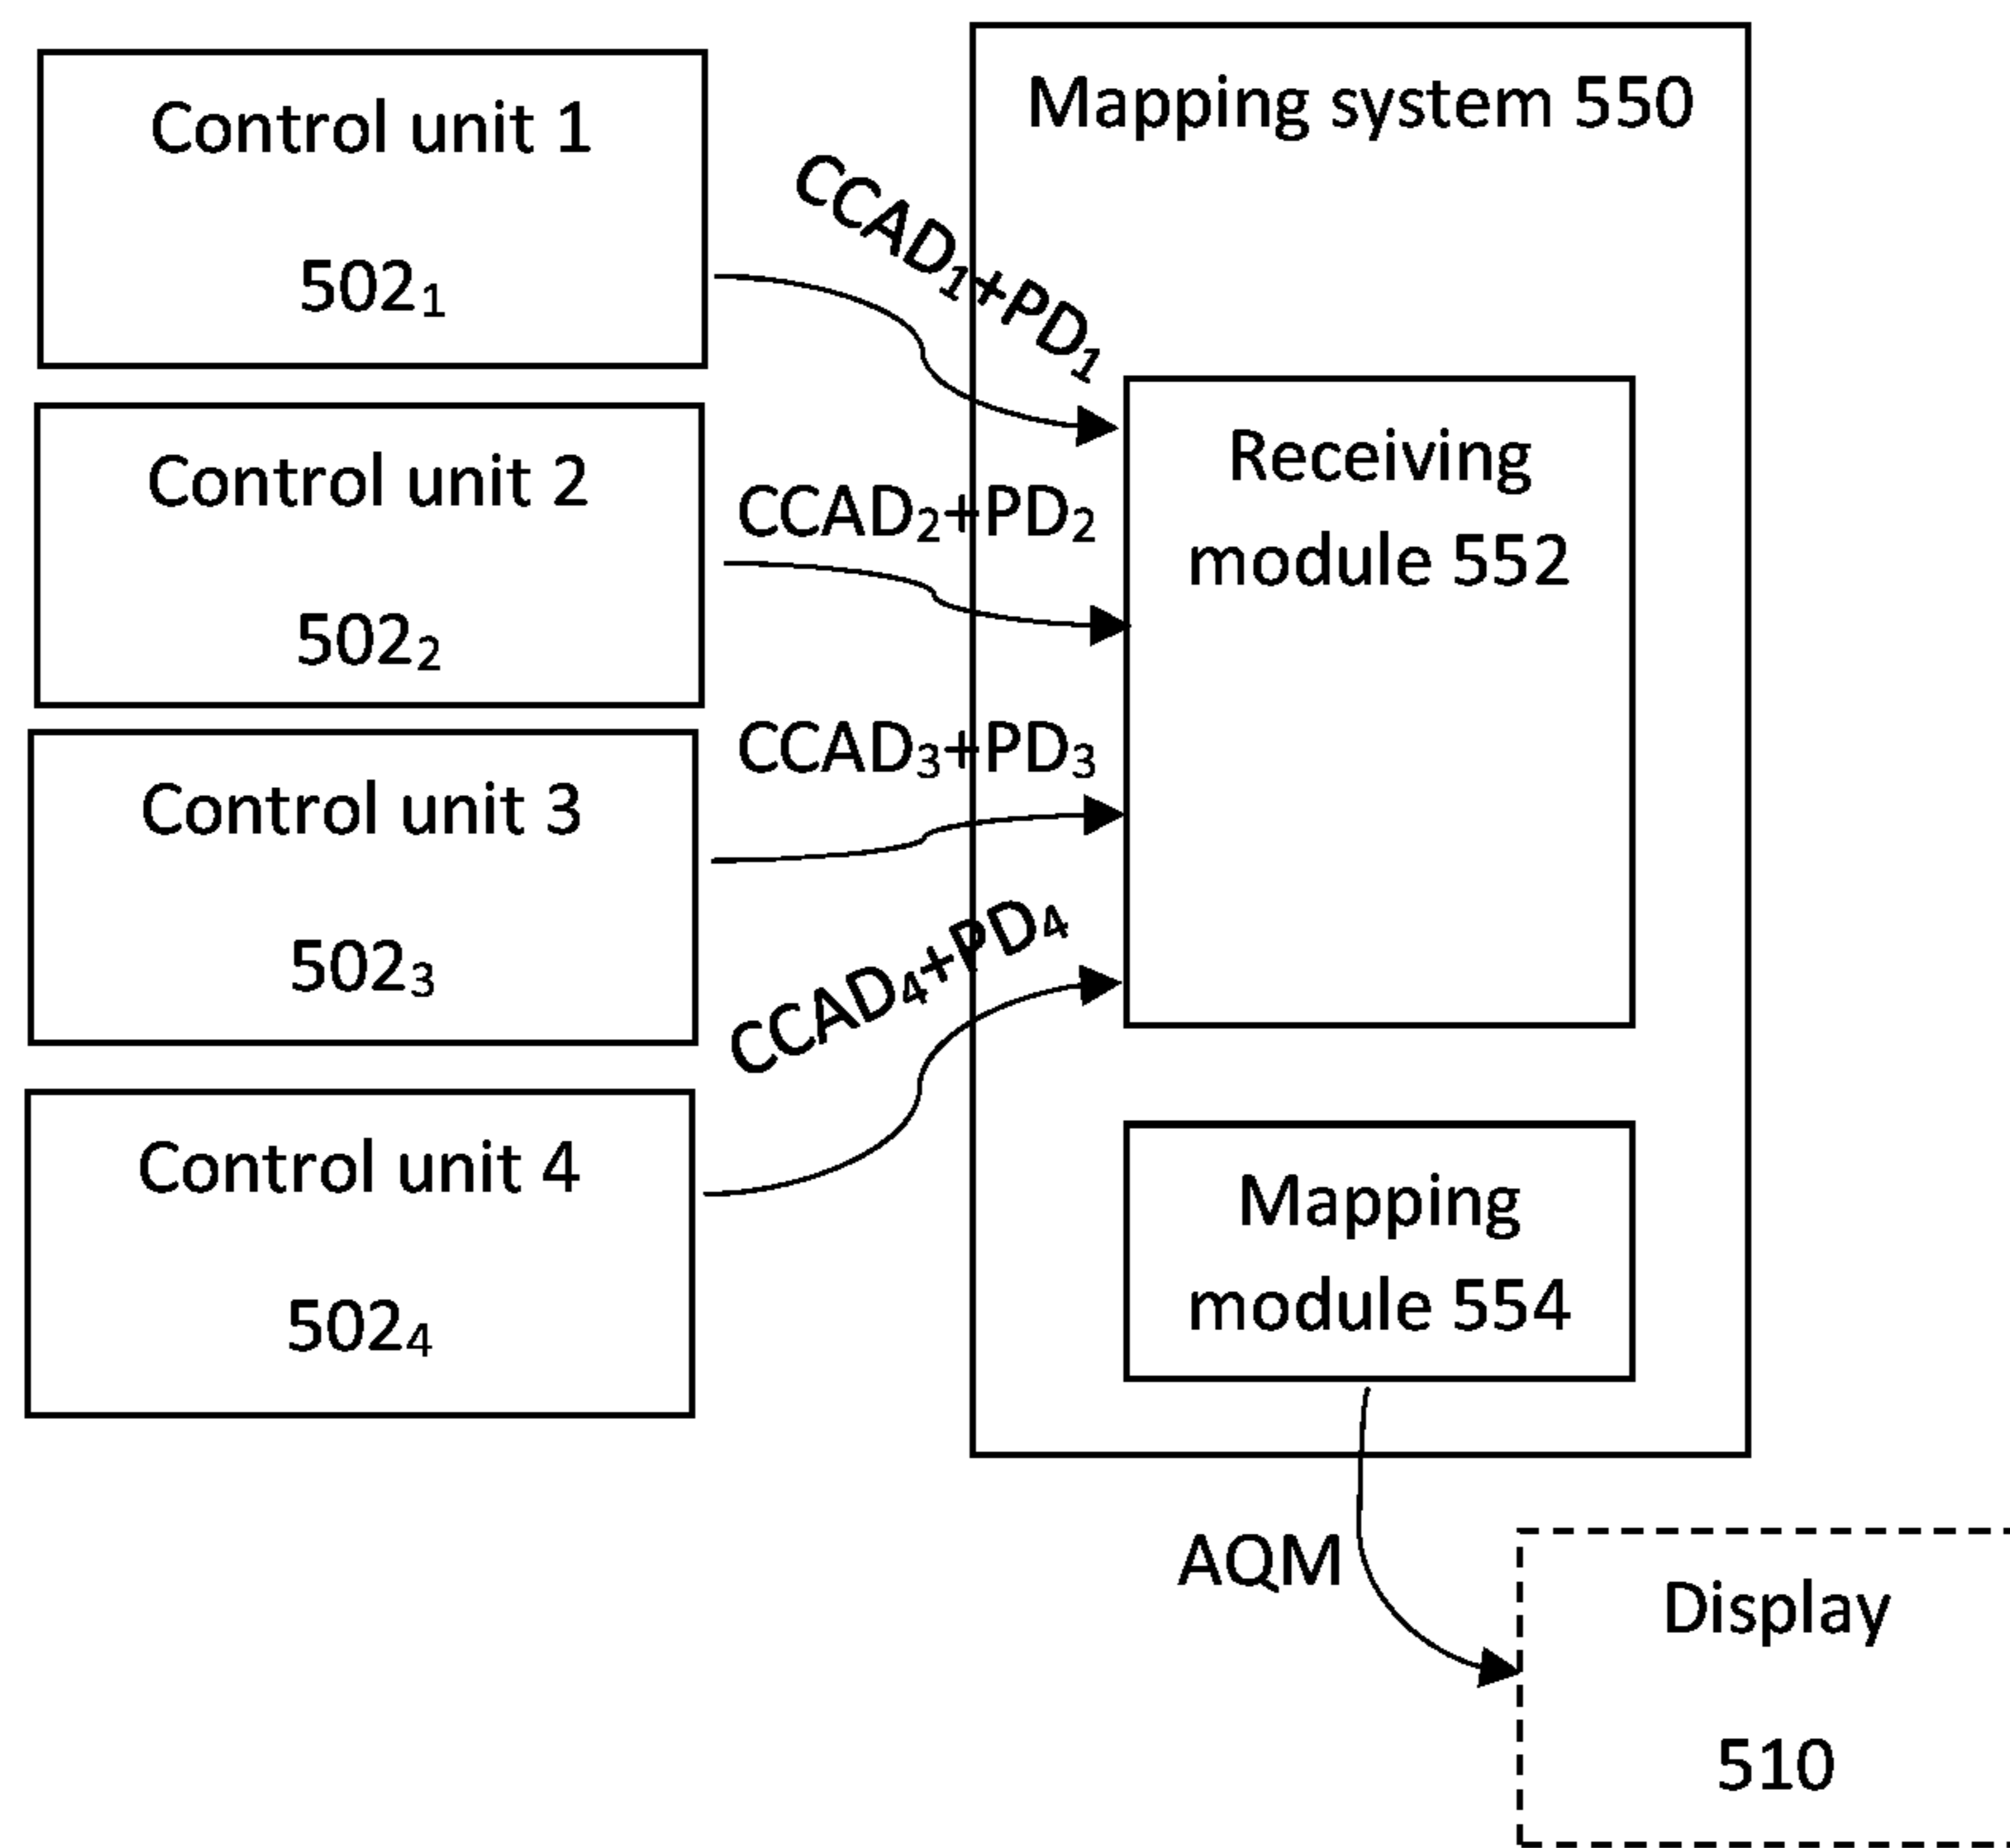 Control unit 1
502₁
Control unit 2
502₂
Control unit 3
502₃
Control unit 4
502₄
CCAD₁+PD₁
CCAD₂+PD₂
CCAD₃+PD₃
CCAD₄+PD₄
Mapping system 550
Receiving
module 552
Mapping
module 554
AQM
Display
510